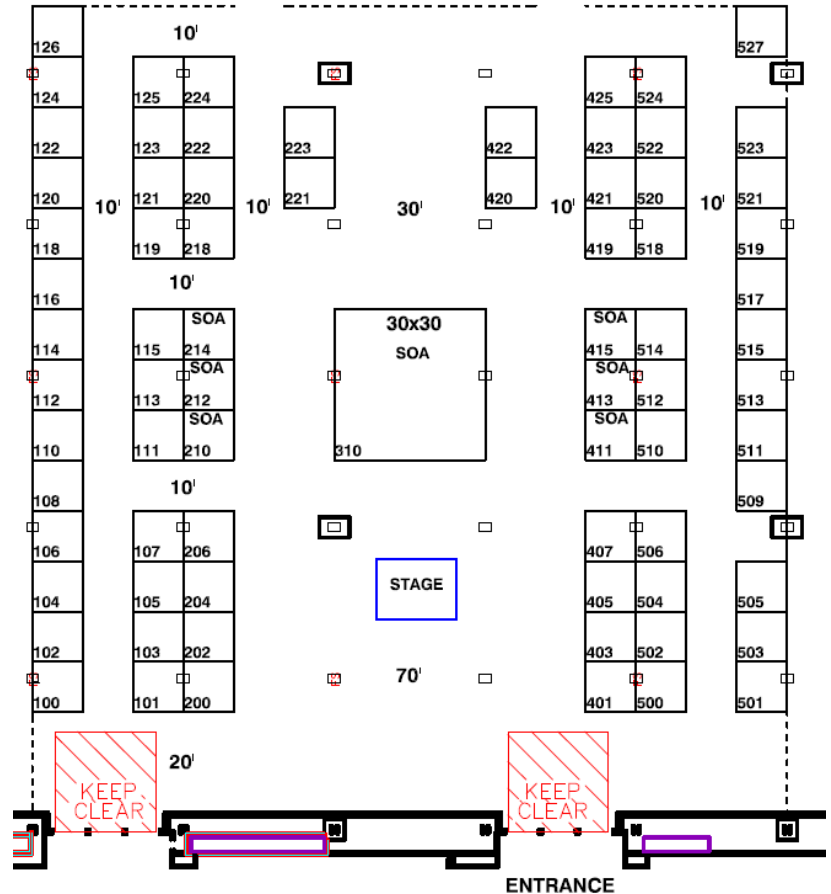 126 10' 527
124 125 224 425 524
122 123 222 223 422 423 522 523
120 10' 121 220 10' 221 30' 420 10' 421 520 10' 521
118 119 218 419 518 519
116 10' 517
SOA 30x30 SOA
114 115 214 SOA 415 514 515
SOA SOA
112 113 212 413 512 513
SOA SOA
110 111 210 310 411 510 511
108 10' 509
106 107 206 407 506
104 105 204 STAGE 405 504 505
102 103 202 403 502 503
100 101 200 70' 401 500 501
20'
KEEP KEEP
CLEAR CLEAR
ENTRANCE